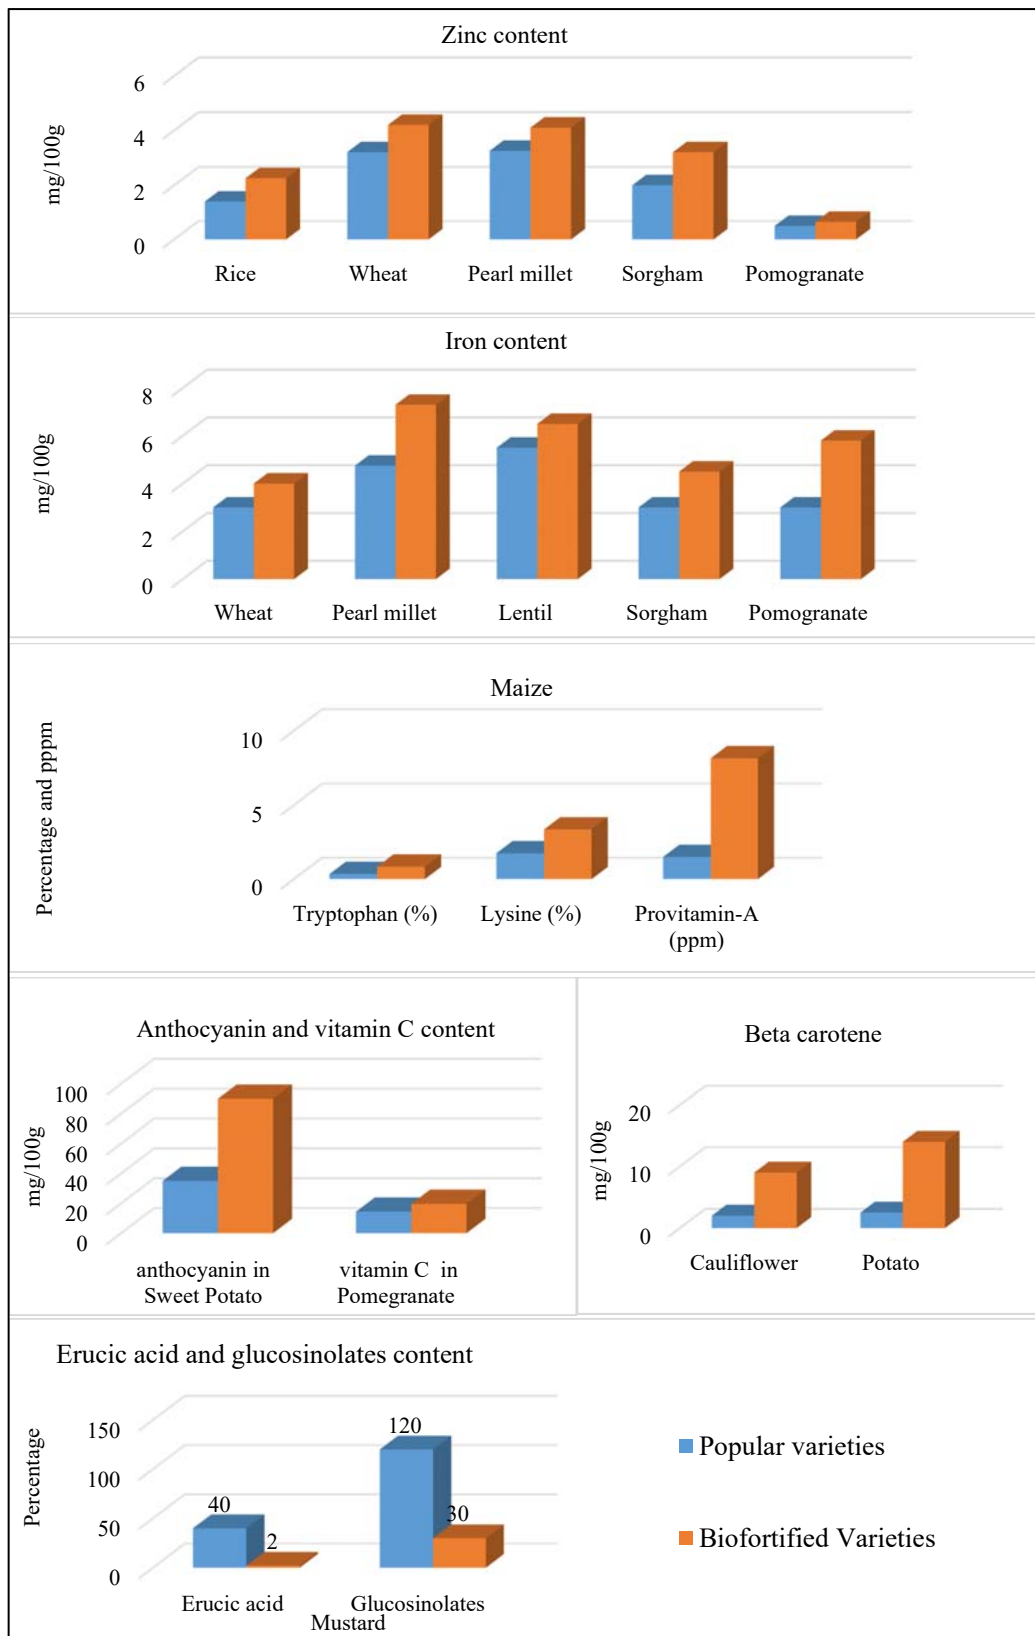 Zinc content
mg/100g
6
4
2
0
Rice
Wheat
Pearl millet
Sorgham
Pomogranate
Iron content
mg/100g
8
6
4
2
0
Wheat
Pearl millet
Lentil
Sorgham
Pomogranate
Maize
Percentage and pppm
10
5
0
Tryptophan (%)
Lysine (%)
Provitamin-A
(ppm)
Anthocyanin and vitamin C content
mg/100g
100
80
60
40
20
0
anthocyanin in
Sweet Potato
vitamin C in
Pomegranate
Beta carotene
mg/100g
20
10
0
Cauliflower
Potato
Erucic acid and glucosinolates content
Percentage
150
100
50
0
40
2
120
30
Erucic acid
Glucosinolates
Mustard
Popular varieties
Biofortified Varieties